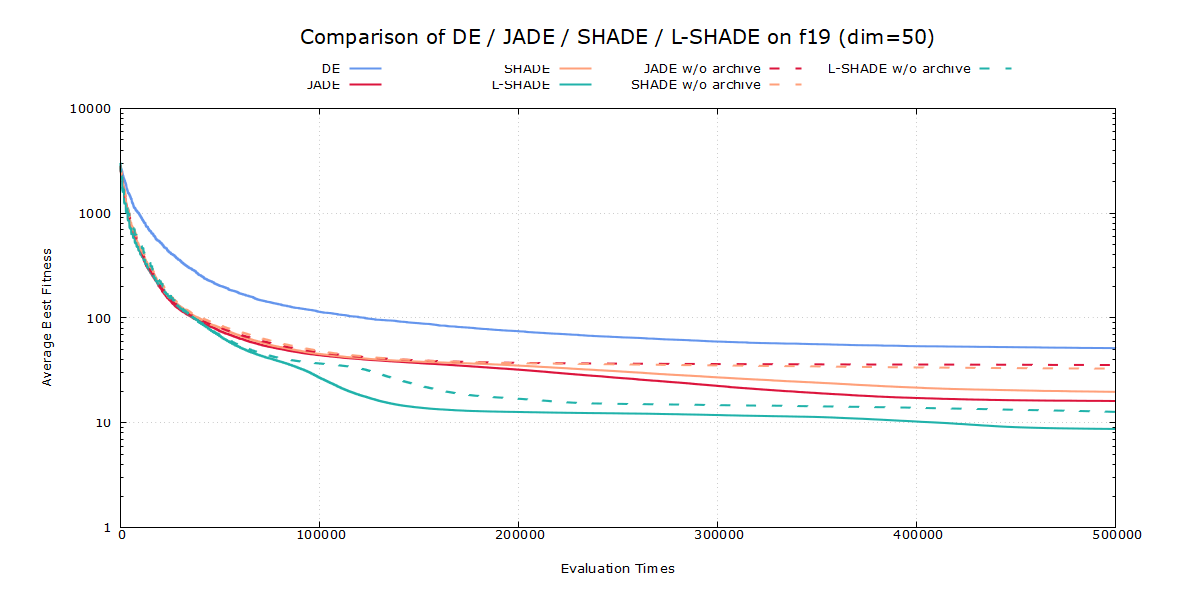 Comparison of DE / JADE / SHADE / L-SHADE on f19 (dim=50)
DE SHADE JADE w/o archive L-SHADE w/o archive
JADE L-SHADE SHADE w/o archive
10000
1000
100
10
1
Average Best Fitness
0 100000 200000 300000 400000 500000
Evaluation Times